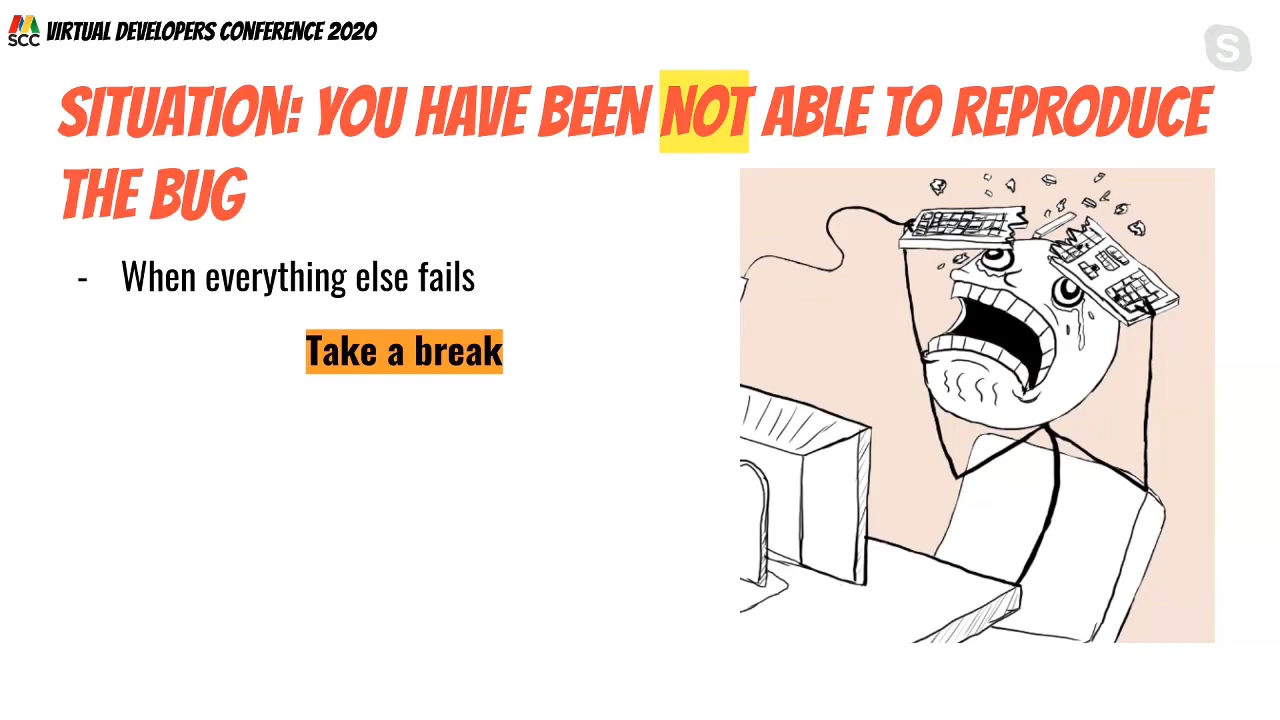 SCC VIRTUAL DEVELOPERS CONFERENCE 2020
S
SITUATION: YOU HAVE BEEN NOT ABLE TO REPRODUCE
THE BUG
- When everything else fails
Take a break